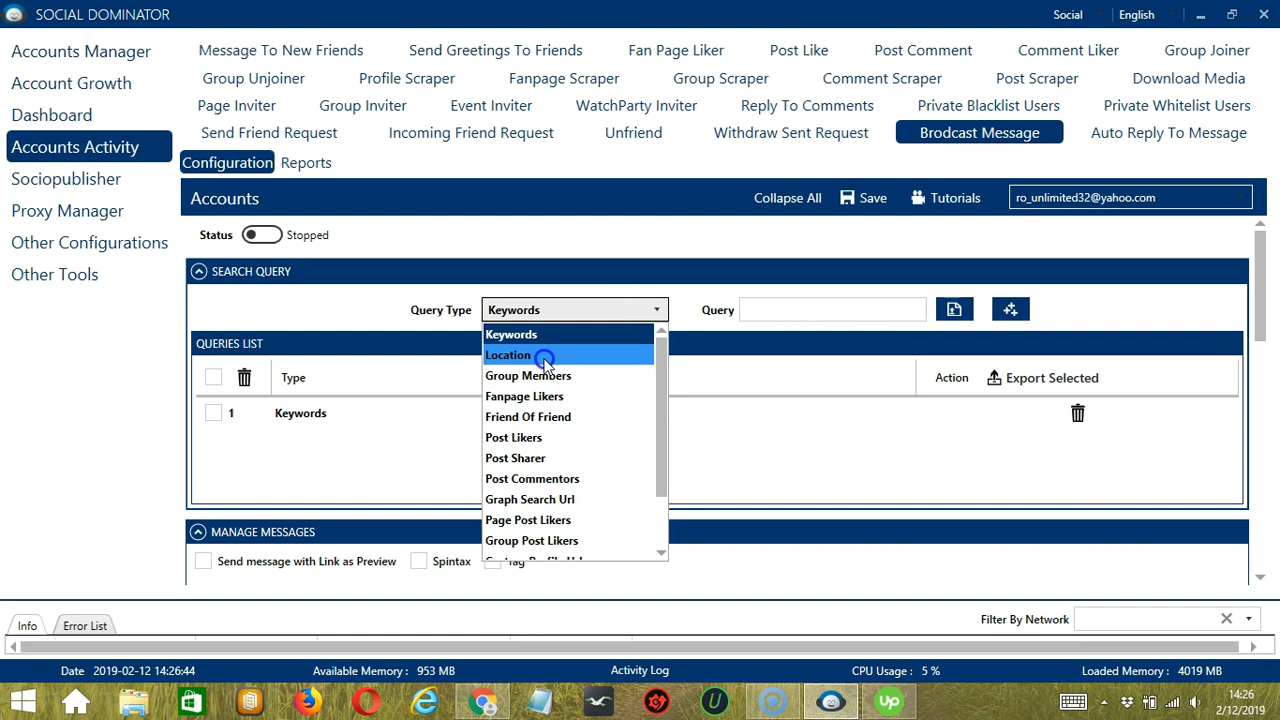 SOCIAL DOMINATOR
Social
English
Accounts Manager
Account Growth
Dashboard
Accounts Activity
Sociopublisher
Proxy Manager
Other Configurations
Other Tools
Message To New Friends Send Greetings To Friends Fan Page Liker Post Like Post Comment Comment Liker Group Joiner
Group Unjoiner Profile Scraper Fanpage Scraper Group Scraper Comment Scraper Post Scraper Download Media
Page Inviter Group Inviter Event Inviter WatchParty Inviter Reply To Comments Private Blacklist Users Private Whitelist Users
Send Friend Request Incoming Friend Request Unfriend Withdraw Sent Request Brodcast Message Auto Reply To Message
Configuration Reports
Accounts Collapse All Save Tutorials ro_unlimited32@yahoo.com
Status Stopped
SEARCH QUERY
Query Type Keywords Query
Keywords
Location
Group Members
Fanpage Likers
Friend Of Friend
Post Likers
Post Sharer
Post Commentors
Graph Search Url
Page Post Likers
Group Post Likers
QUERIES LIST
Type Action Export Selected
1 Keywords
MANAGE MESSAGES
Send message with Link as Preview Spintax
Info Error List Filter By Network
Date 2019-02-12 14:26:44 Available Memory : 953 MB Activity Log CPU Usage : 5 % Loaded Memory : 4019 MB
Up
14:26
2/12/2019